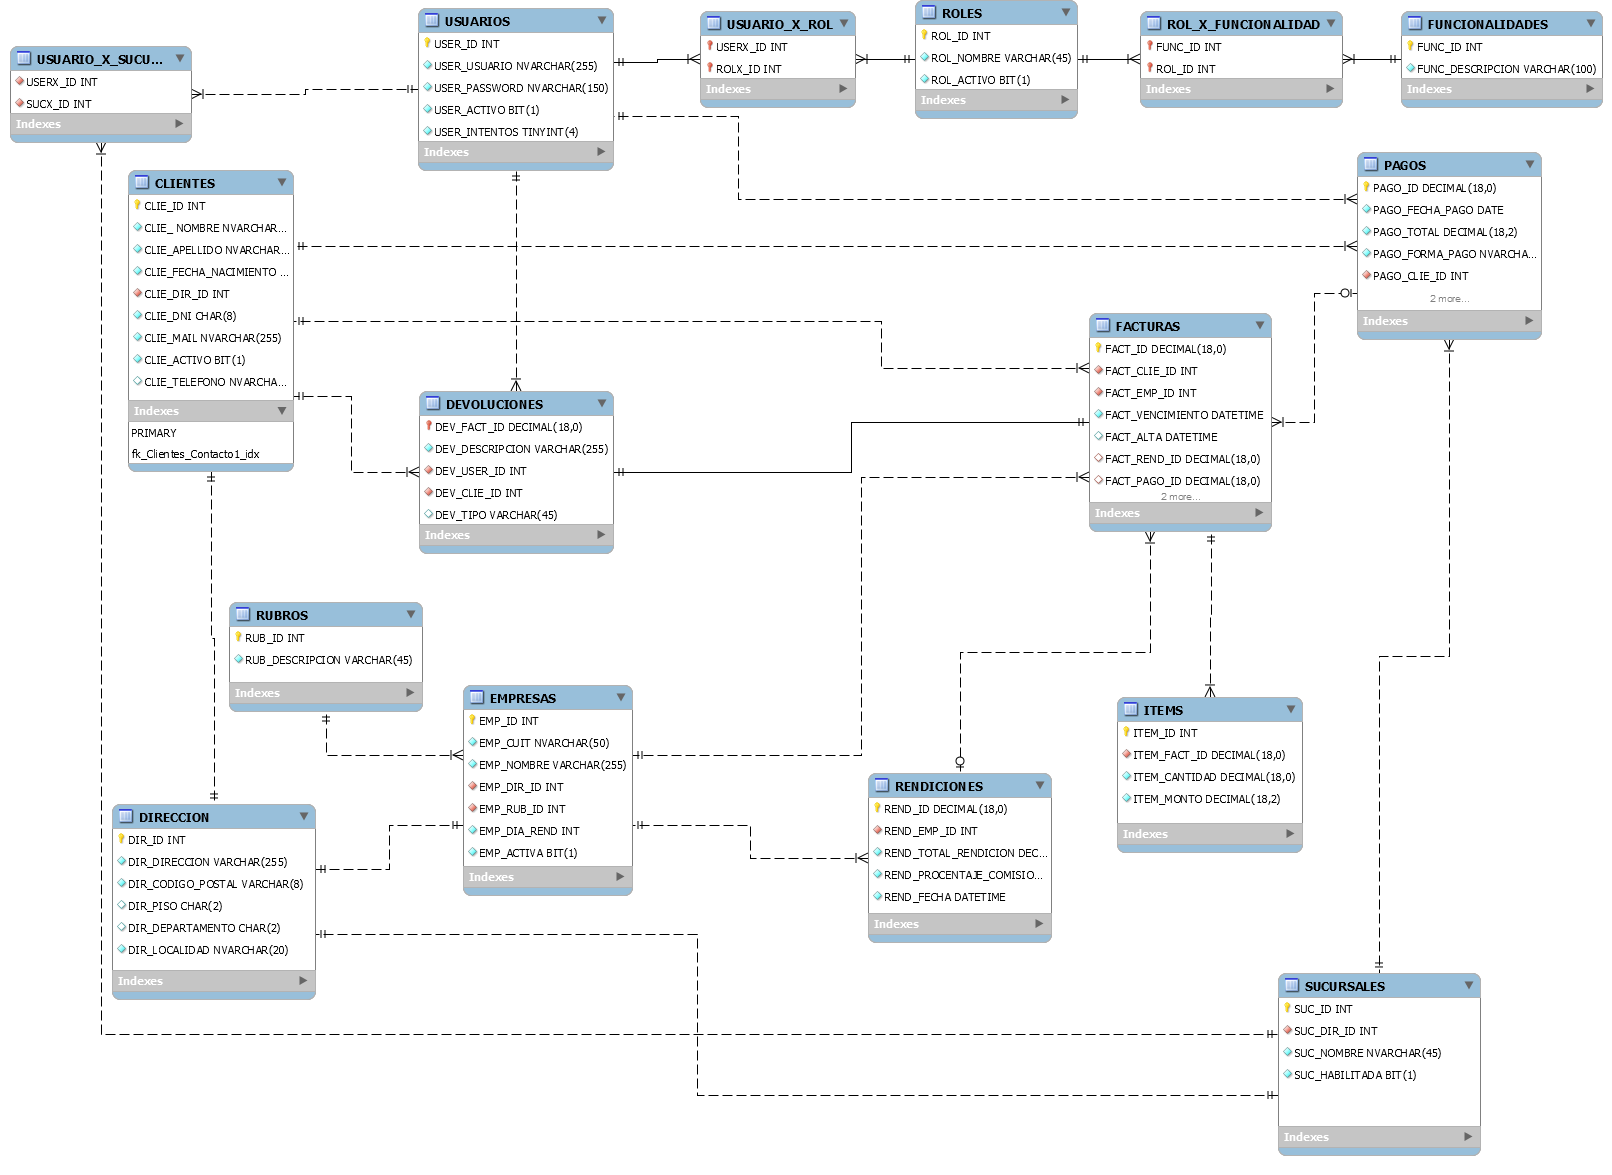 USUARIO_X_SUCU...
USERX_ID INT
SUCX_ID INT
Indexes
USUARIOS
USER_ID INT
USER_USUARIO NVARCHAR(255)
USER_PASSWORD NVARCHAR(150)
USER_ACTIVO BIT(1)
USER_INTENTOS TINYINT(4)
Indexes
USUARIO_X_ROL
USERX_ID INT
ROLX_ID INT
Indexes
ROLES
ROL_ID INT
ROL_NOMBRE VARCHAR(45)
ROL_ACTIVO BIT(1)
Indexes
ROL_X_FUNCIONALIDAD
FUNC_ID INT
ROL_ID INT
Indexes
FUNCIONALIDADES
FUNC_ID INT
FUNC_DESCRIPCION VARCHAR(100)
Indexes
CLIENTES
CLIE_ID INT
CLIE_ NOMBRE NVARCHAR...
CLIE_APELLIDO NVARCHAR...
CLIE_FECHA_NACIMIENTO ...
CLIE_DIR_ID INT
CLIE_DNI CHAR(8)
CLIE_MAIL NVARCHAR(255)
CLIE_ACTIVO BIT(1)
CLIE_TELEFONO NVARCHA...
Indexes
PRIMARY
fk_Clientes_Contacto1_idx
PAGOS
PAGO_ID DECIMAL(18,0)
PAGO_FECHA_PAGO DATE
PAGO_TOTAL DECIMAL(18,2)
PAGO_FORMA_PAGO NVARCHA...
PAGO_CLIE_ID INT
2 more...
Indexes
FACTURAS
FACT_ID DECIMAL(18,0)
FACT_CLIE_ID INT
FACT_EMP_ID INT
FACT_VENCIMIENTO DATETIME
FACT_ALTA DATETIME
FACT_REND_ID DECIMAL(18,0)
FACT_PAGO_ID DECIMAL(18,0)
2 more...
Indexes
DEVOLUCIONES
DEV_FACT_ID DECIMAL(18,0)
DEV_DESCRIPCION VARCHAR(255)
DEV_USER_ID INT
DEV_CLIE_ID INT
DEV_TIPO VARCHAR(45)
Indexes
RUBROS
RUB_ID INT
RUB_DESCRIPCION VARCHAR(45)
Indexes
EMPRESAS
EMP_ID INT
EMP_CUIT NVARCHAR(50)
EMP_NOMBRE VARCHAR(255)
EMP_DIR_ID INT
EMP_RUB_ID INT
EMP_DIA_REND INT
EMP_ACTIVA BIT(1)
Indexes
ITEMS
ITEM_ID INT
ITEM_FACT_ID DECIMAL(18,0)
ITEM_CANTIDAD DECIMAL(18,0)
ITEM_MONTO DECIMAL(18,2)
Indexes
RENDICIONES
REND_ID DECIMAL(18,0)
REND_EMP_ID INT
REND_TOTAL_RENDICION DEC...
REND_PROCENTAJE_COMISIO...
REND_FECHA DATETIME
Indexes
DIRECCION
DIR_ID INT
DIR_DIRECCION VARCHAR(255)
DIR_CODIGO_POSTAL VARCHAR(8)
DIR_PISO CHAR(2)
DIR_DEPARTAMENTO CHAR(2)
DIR_LOCALIDAD NVARCHAR(20)
Indexes
SUCURSALES
SUC_ID INT
SUC_DIR_ID INT
SUC_NOMBRE NVARCHAR(45)
SUC_HABILITADA BIT(1)
Indexes